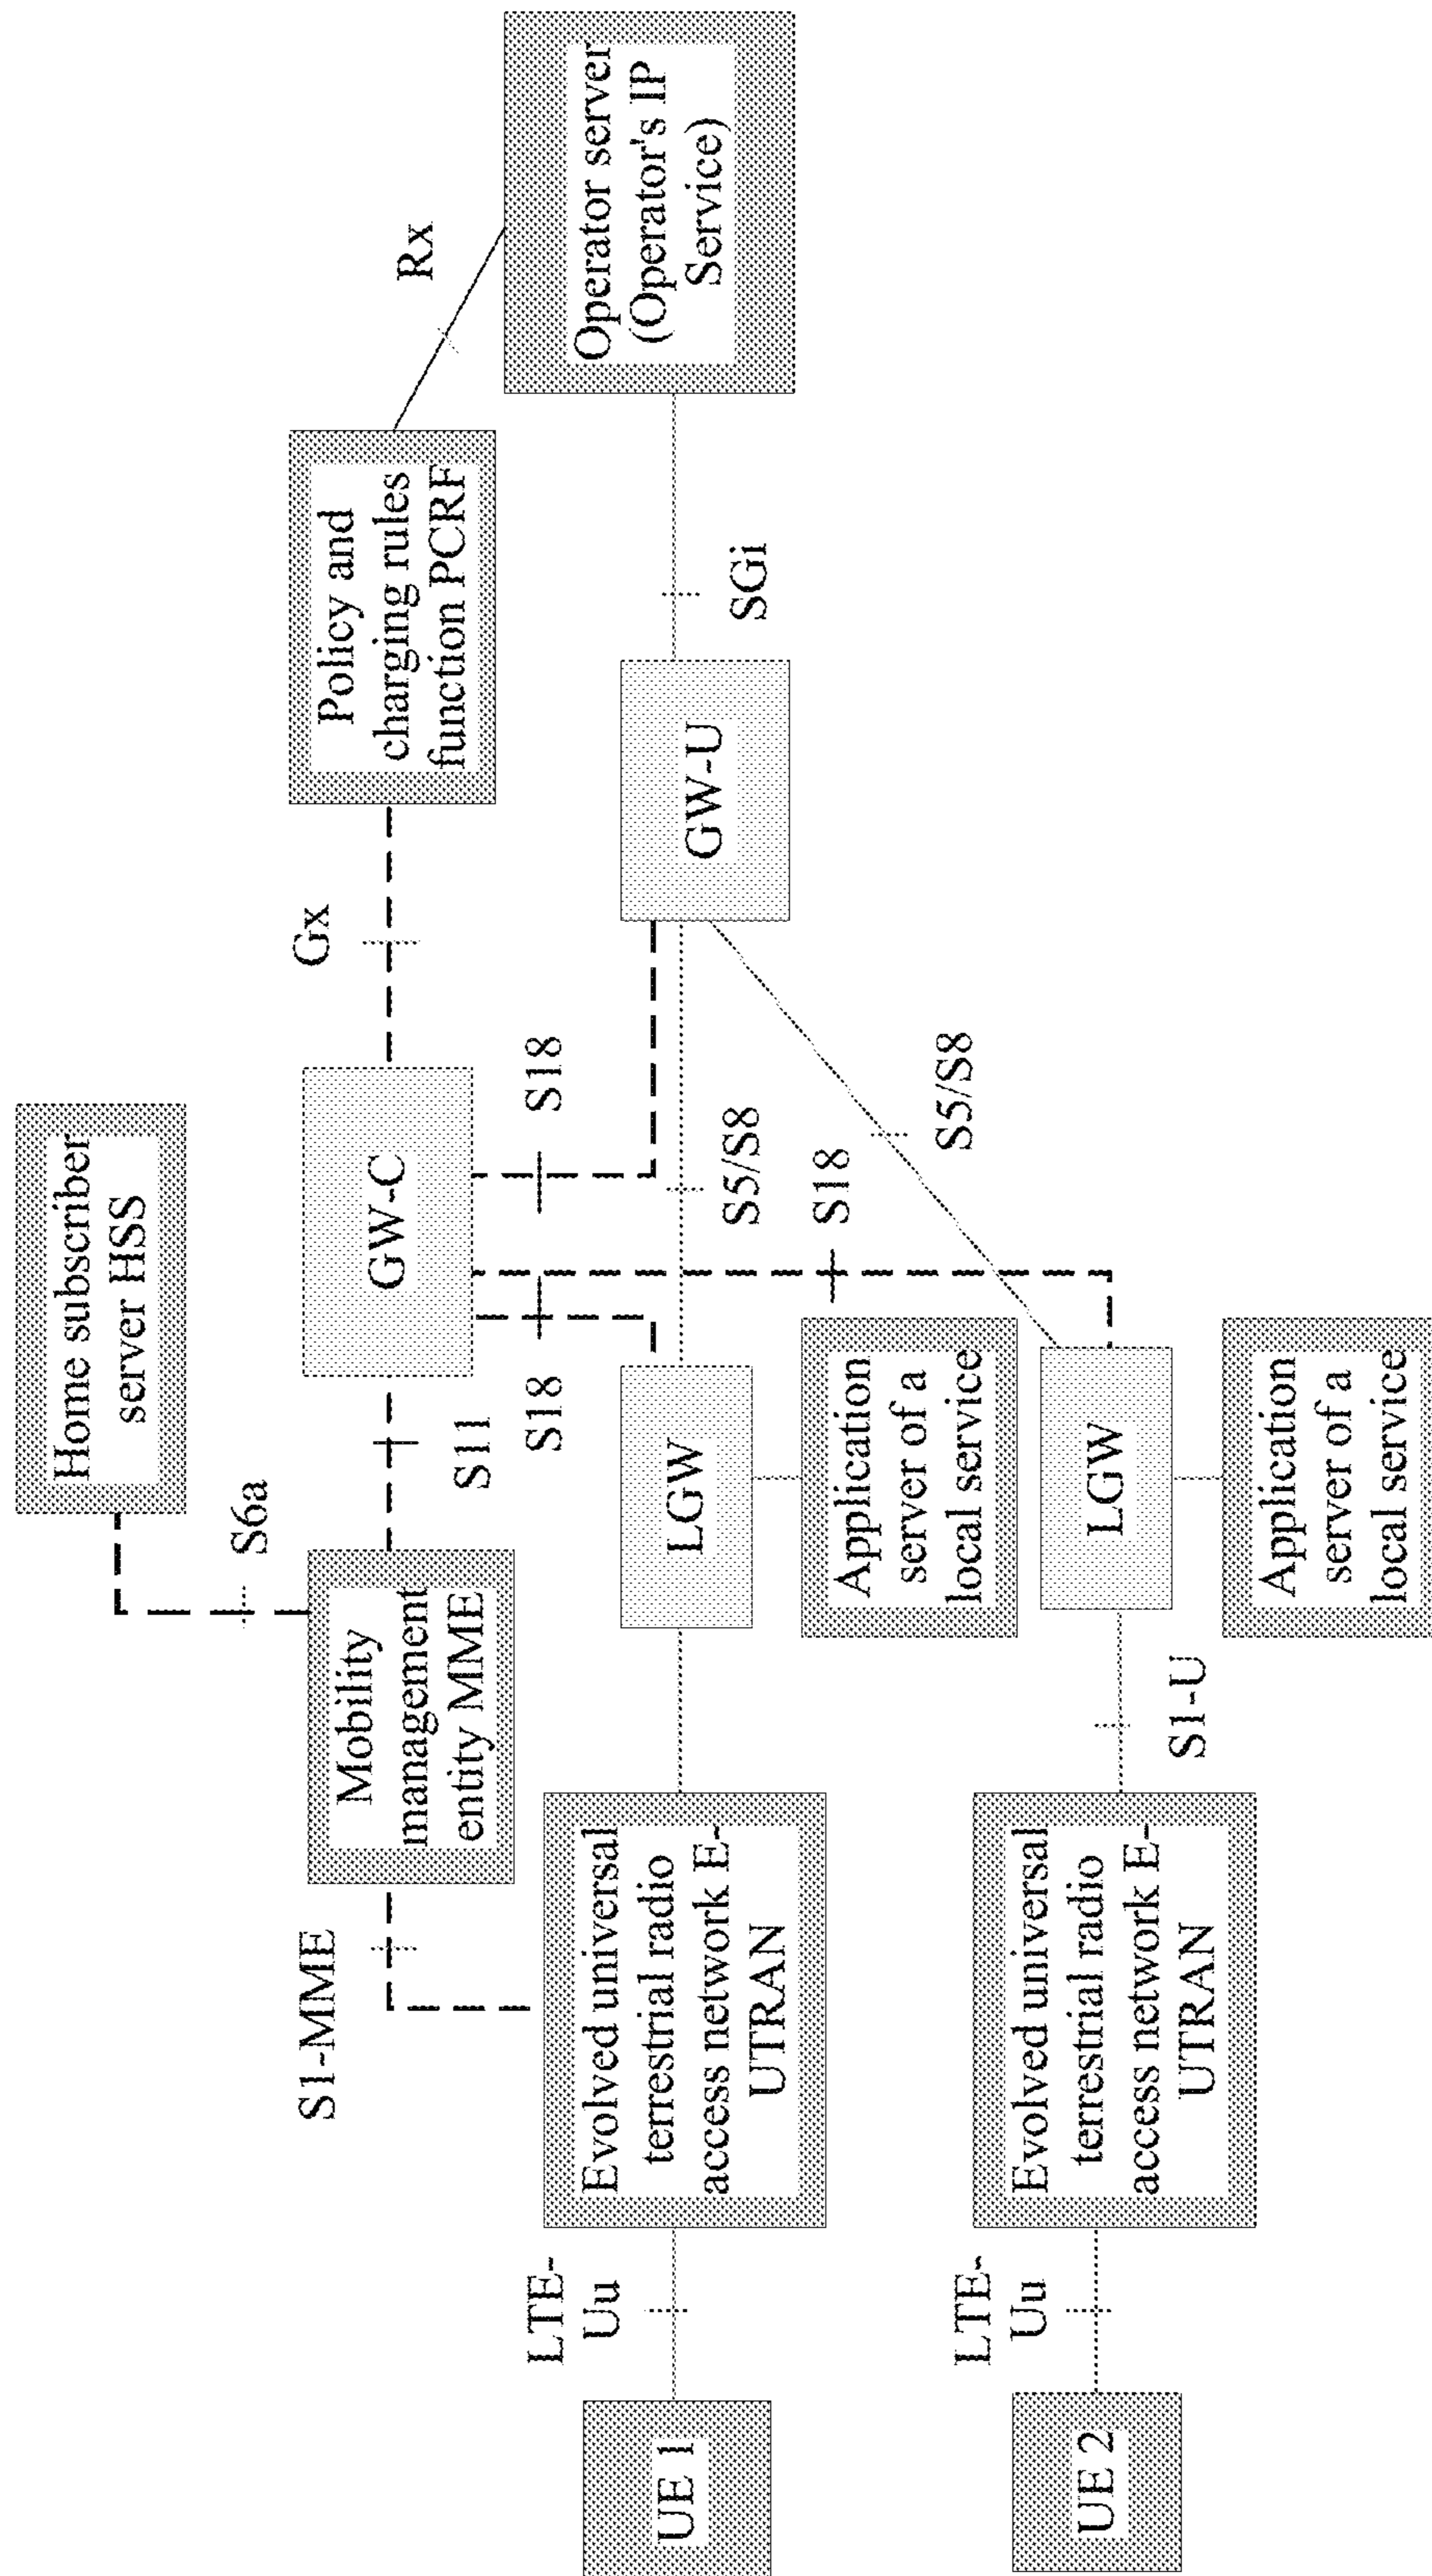 Home subscriber
server HSS
S6a
S1-MME
Mobility
management
entity MME
S11
GW-C
Gx
Policy and
charging rules
function PCRF
Rx
Operator server
(Operator's IP
Service)
S18
S18
LTE-
Uu
UE 1
Evolved universal
terrestrial radio
access network E-
UTRAN
LGW
S5/S8
GW-U
SGi
S18
Application
server of a
local service
S5/S8
LTE-
Uu
UE 2
Evolved universal
terrestrial radio
access network E-
UTRAN
S1-U
LGW
Application
server of a
local service